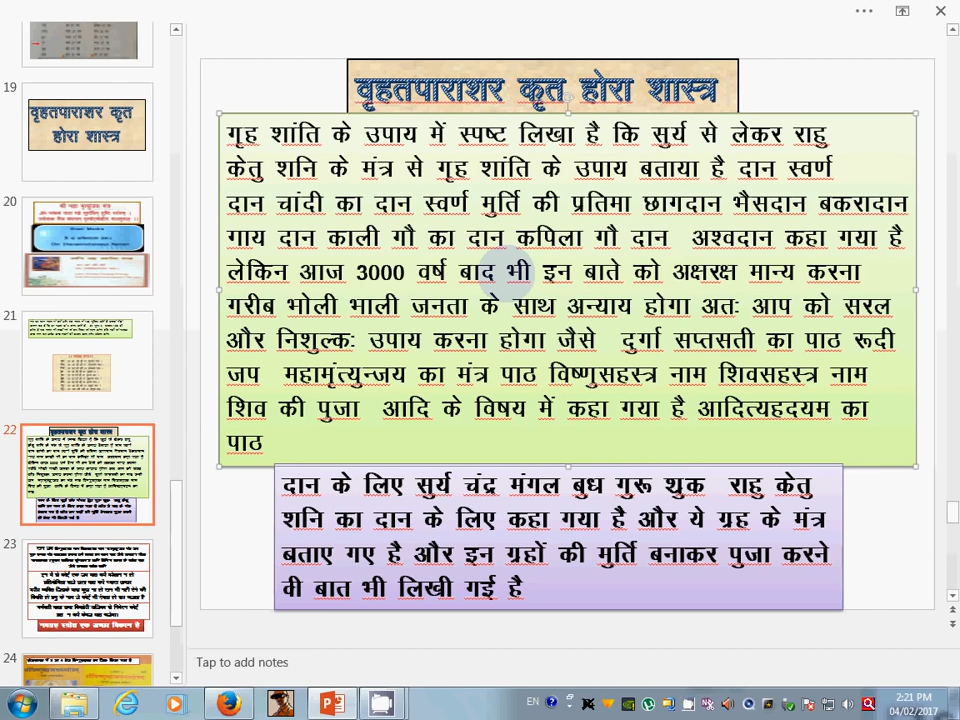 19
वृहतपाराशर कृत
होरा शास्त्र
20
21
22
23
24
वृहतपाराशर कृत होरा शास्त्र
गृह शांति के उपाय में स्पष्ट लिखा है कि सुर्य से लेकर राहु
केतु शनि के मंत्र से गृह शांति के उपाय बताया है दान स्वर्ण
दान चांदी का दान स्वर्ण मुर्ति की प्रतिमा छागदान भैसदान बकरादान
गाय दान काली गौ का दान कपिला गौ दान अश्वदान कहा गया है
लेकिन आज 3000 वर्ष बाद भी इन बाते को अक्षरक्ष मान्य करना
गरीब भोली भाली जनता के साथ अन्याय होगा अतः आप को सरल
और निशुल्कः उपाय करना होगा जैसे दुर्गा सप्तसती का पाठ रूदी
जप महामृंत्युन्जय का मंत्र पाठ विष्णुसहस्त्र नाम शिवसहस्त्र नाम
शिव की पुजा आदि के विषय में कहा गया है आदित्यहदयम का
पाठ
दान के लिए सुर्य चंद्र मंगल बुध गुरू शुक राहु केतु
शनि का दान के लिए कहा गया है और ये ग्रह के मंत्र
बताए गए है और इन ग्रहों की मुर्ति बनाकर पुजा करने
वी बात भी लिखी गई है
Tap to add notes
EN
2:21 PM
04/02/2017